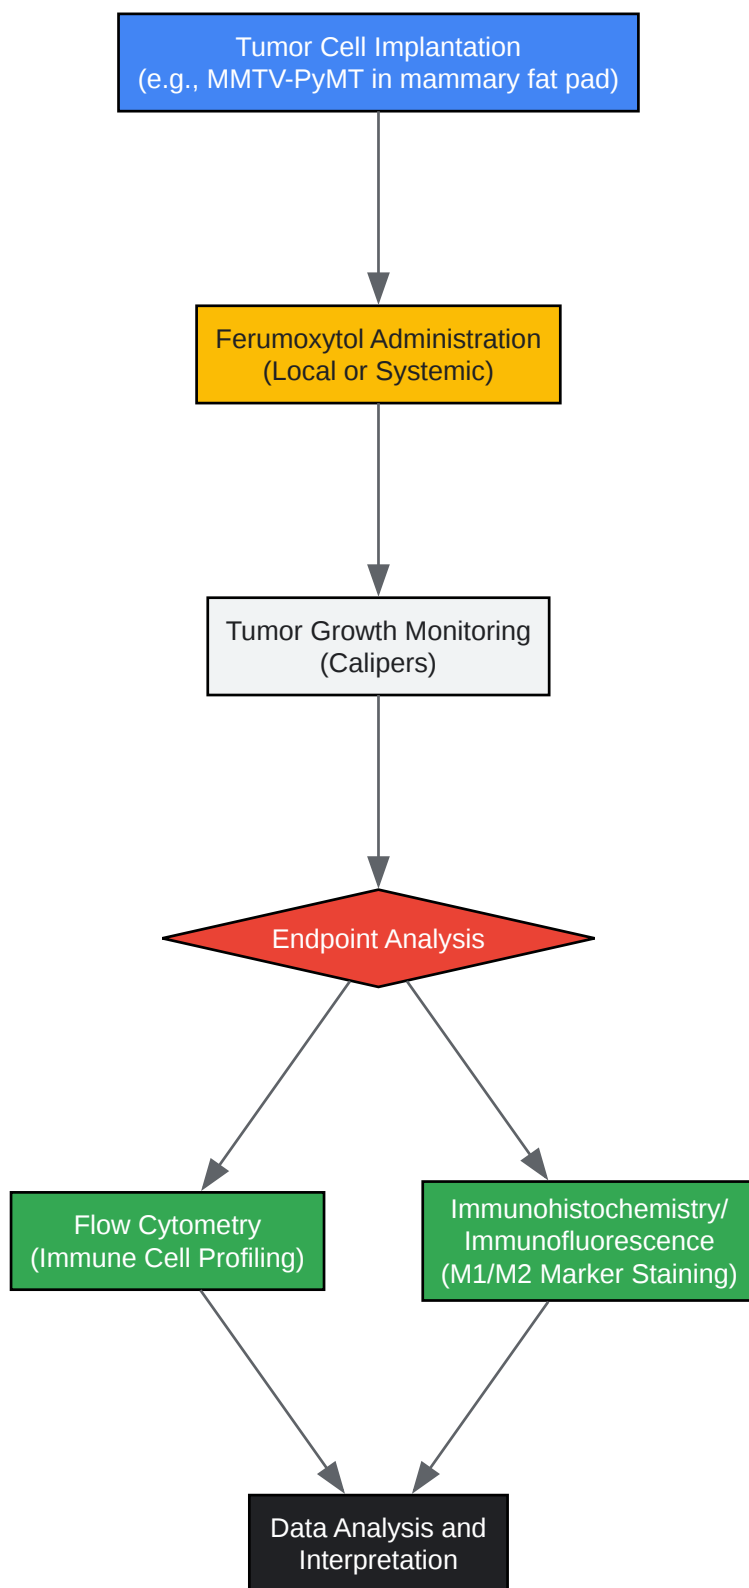 Tumor Cell Implantation
(e.g., MMTV-PyMT in mammary fat pad)
Ferumoxytol Administration
(Local or Systemic)
Tumor Growth Monitoring
(Calipers)
Endpoint Analysis
Flow Cytometry
(Immune Cell Profiling)
Immunohistochemistry/
Immunofluorescence
(M1/M2 Marker Staining)
Data Analysis and
Interpretation